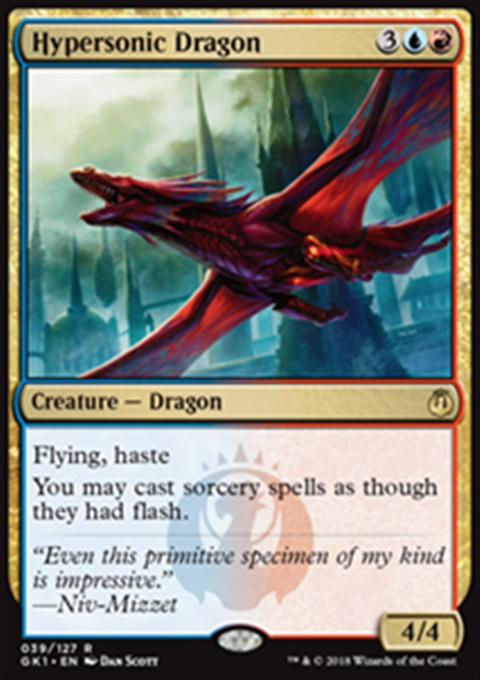 Hypersonic Dragon 3
Creature — Dragon
Flying, haste
You may cast sorcery spells as though
they had flash.
“Even this primitive specimen of my kind
is impressive.”
—Niv-Mizzet
4/4
039/127 R
GK1 • EN Dan Scott
™ & © 2018 Wizards of the Coast